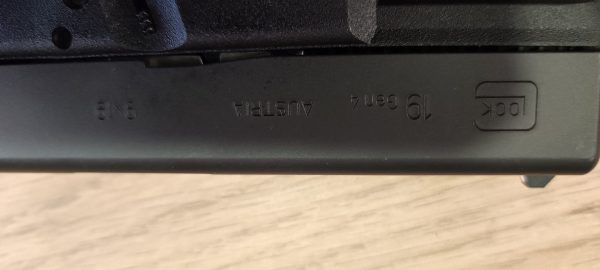 GLOCK 19 Gen4 AUSTRIA 9x19